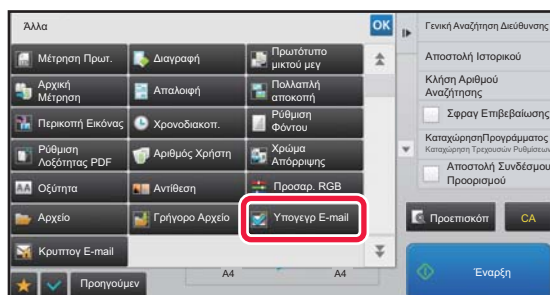 Άλλα
OK
Μέτρηση Πρωτ.
Διαγραφή
Πρωτότυπο
μικτού μεγ
Αρχική
Μέτρηση
Απαλοιφή
Πολλαπλή
αποκοπή
Περικοπή Εικόνας
Χρονοδιακοπ.
Ρύθμιση
Φόντου
Ρύθμιση
Λοξότητας PDF
Αριθμός Χρήστη
Χρώμα
Απόρριψης
Οξύτητα
Αντίθεση
Προσαρ. RGB
Αρχείο
Γρήγορο Αρχείο
Υπογεγρ E-mail
Κρυπτογ E-mail
Προηγούμεν
A4
A4
Γενική Αναζήτηση Διεύθυνσης
Αποστολή Ιστορικού
Κλήση Αριθμού
Αναζήτησης
Σφραγ Επιβεβαίωσης
ΚαταχώρησηΠρογράμματος
Καταχώρηση Τρεχουσών Ρυθμίσεων
Αποστολή Συνδέσμου
Προορισμού
Προεπισκόπ
CA
Έναρξη